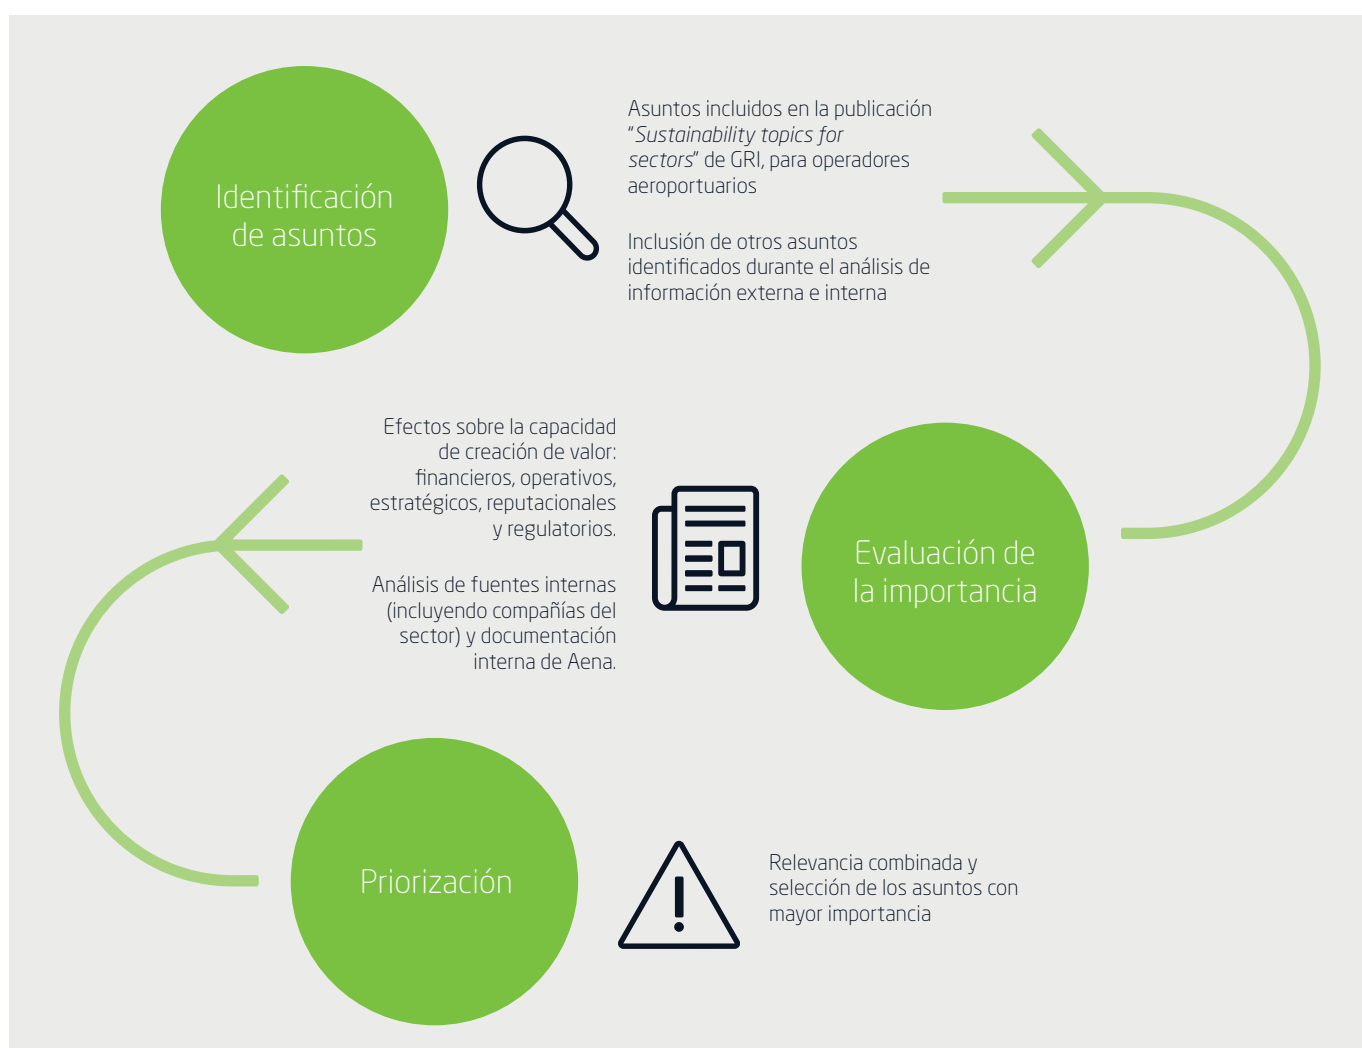 Identificación
de asuntos
Asuntos incluidos en la publicación
“Sustainability topics for
sectors” de GRI, para operadores
aeroportuarios
Inclusión de otros asuntos
identificados durante el análisis de
información externa e interna
Efectos sobre la capacidad
de creación de valor:
financieros, operativos,
estratégicos, reputacionales
y regulatorios.
Análisis de fuentes internas
(incluyendo compañías del
sector) y documentación
interna de Aena.
Evaluación de
la importancia
Priorización
Relevancia combinada y
selección de los asuntos con
mayor importancia